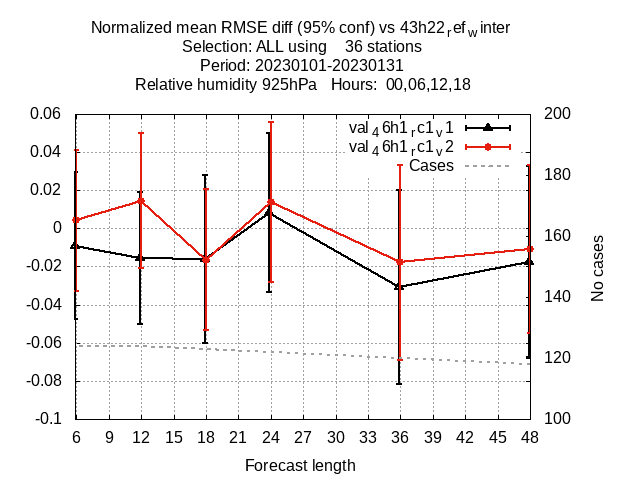 Normalized mean RMSE diff (95% conf) vs 43h22refwinter
Selection: ALL using    36 stations
Period: 20230101-20230131
Relative humidity 925hPa   Hours:  00,06,12,18
0.06
0.04
0.02
0
-0.02
-0.04
-0.06
-0.08
-0.1
200
180
160
140
120
100
val46h1rc1v1
val46h1rc1v2
Cases
No cases
6 9 12 15 18 21 24 27 30 33 36 39 42 45 48
Forecast length